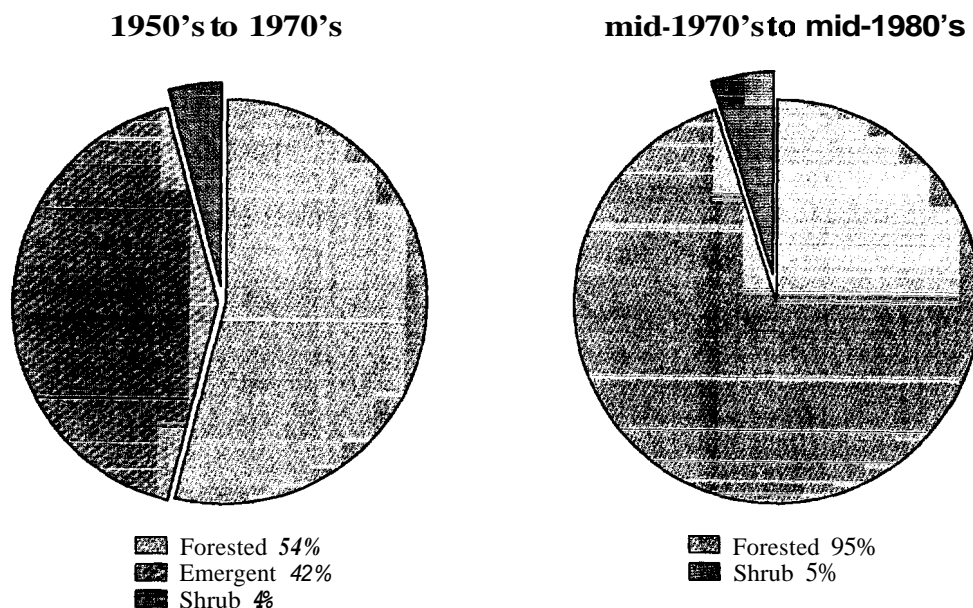 1950's to 1970's
mid-1970's to mid-1980's
Forested 54%
Emergent 42%
Shrub 4%
Forested 95%
Shrub 5%